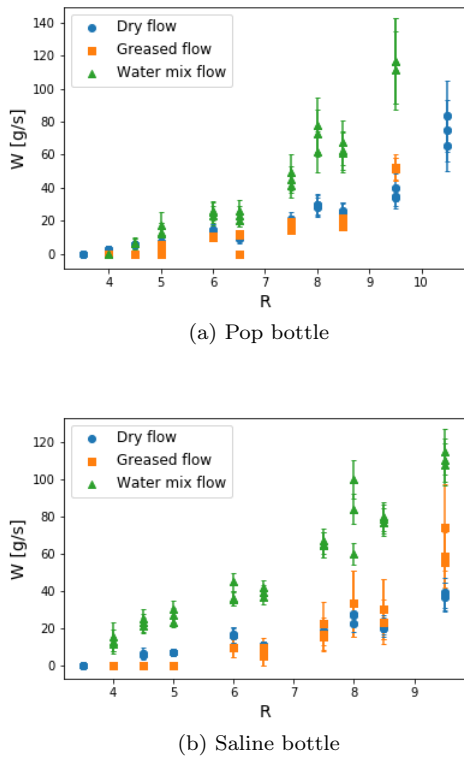 140
120
100
80
60
40
20
0
W [g/s]
Dry flow
Greased flow
Water mix flow
4 5 6 7 8 9 10
R
(a) Pop bottle
120
100
80
60
40
20
0
W [g/s]
Dry flow
Greased flow
Water mix flow
4 5 6 7 8 9
R
(b) Saline bottle